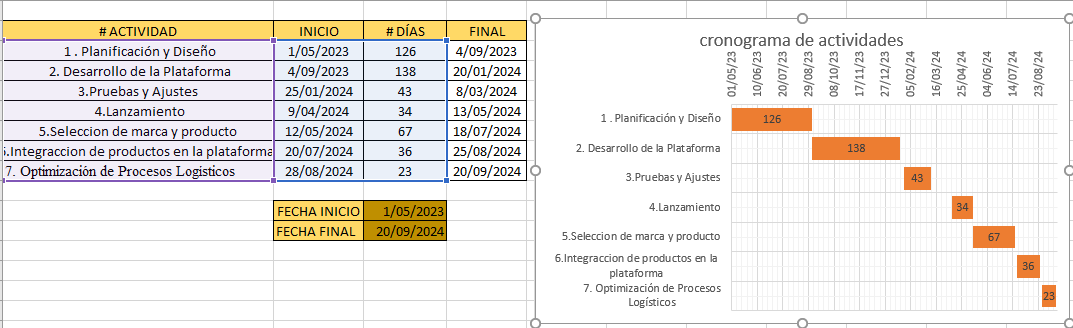 # ACTIVIDAD INICIO # DÍAS FINAL
1 . Planificación y Diseño 1/05/2023 126 4/09/2023
2. Desarrollo de la Plataforma 4/09/2023 138 20/01/2024
3.Pruebas y Ajustes 25/01/2024 43 8/03/2024
4.Lanzamiento 9/04/2024 34 13/05/2024
5.Seleccion de marca y producto 12/05/2024 67 18/07/2024
6.Integraccion de productos en la plataforma 20/07/2024 36 25/08/2024
7. Optimización de Procesos Logisticos 28/08/2024 23 20/09/2024
FECHA INICIO 1/05/2023
FECHA FINAL 20/09/2024
cronograma de actividades
01/05/23 10/06/23 20/07/23 29/08/23 08/10/23 17/11/23 27/12/23 05/02/24 16/03/24 25/04/24 04/06/24 14/07/24 23/08/24
1 . Planificación y Diseño 126
2. Desarrollo de la Plataforma 138
3.Pruebas y Ajustes 43
4.Lanzamiento 34
5.Seleccion de marca y producto 67
6.Integraccion de productos en la
plataforma 36
7. Optimización de Procesos
Logísticos 23